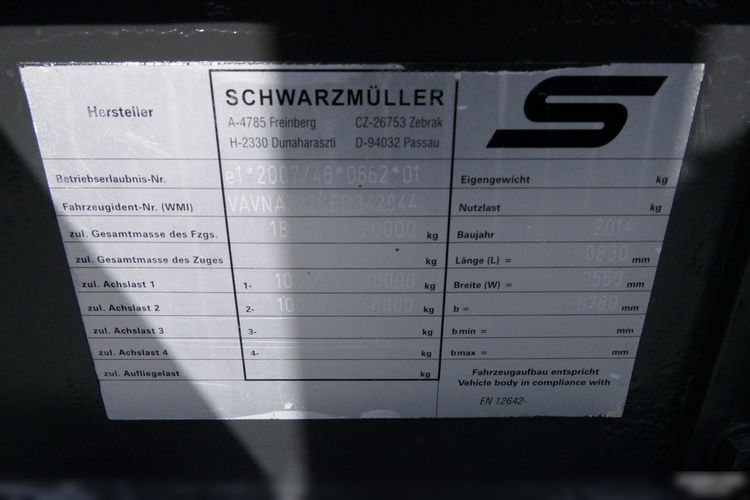 Hersteller
SCHWARZMÜLLER
A-4785 Freinberg CZ-26753 Zebrak
H-2330 Dunaharaszti D-94032 Passau
Betriebserlaubnis-Nr. e1*2007/46*0662*01
Eigengewicht kg
Fahrzeugident-Nr. (WMI)
Nutzlast kg
zul. Gesamtmasse des Fzgs. 18 20000 kg
Baujahr 2014
zul. Gesamtmasse des Zuges kg
Länge (L) = mm
zul. Achslast 1 1- 10000 kg
Breite (W) = 2550 mm
zul. Achslast 2 2- kg
b = mm
zul. Achslast 3 3- kg
bmin = mm
zul. Achslast 4 4- kg
bmax = mm
zul. Aufliegelast kg
Fahrzeugaufbau entspricht
Vehicle body in compliance with
EN 12642-